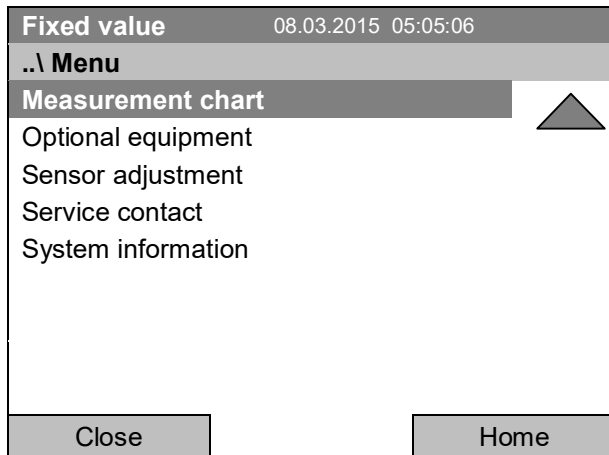 Fixed value 08.03.2015 05:05:06
..\ Menu
Measurement chart
Optional equipment
Sensor adjustment
Service contact
System information
Close Home